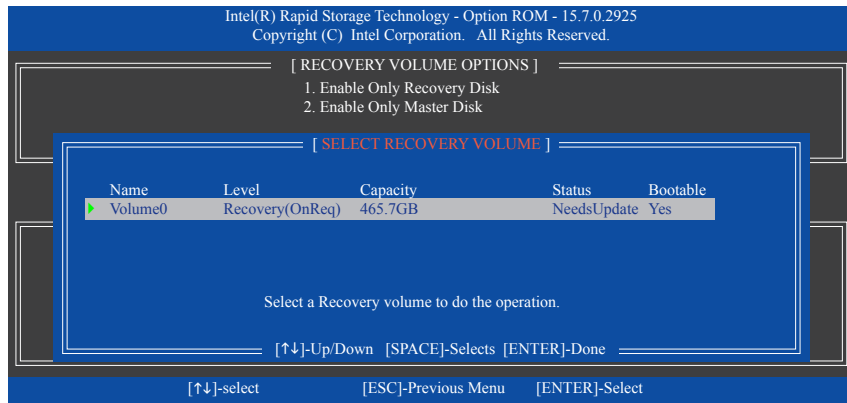 Intel(R) Rapid Storage Technology - Option ROM - 15.7.0.2925
Copyright (C) Intel Corporation. All Rights Reserved.
[ RECOVERY VOLUME OPTIONS ]
1. Enable Only Recovery Disk
2. Enable Only Master Disk
[ SELECT RECOVERY VOLUME ]
Name Level Capacity Status Bootable
Volume0 Recovery(OnReq) 465.7GB NeedsUpdate Yes
Select a Recovery volume to do the operation.
[↑↓]-Up/Down [SPACE]-Selects [ENTER]-Done
[↑↓]-select [ESC]-Previous Menu [ENTER]-Select